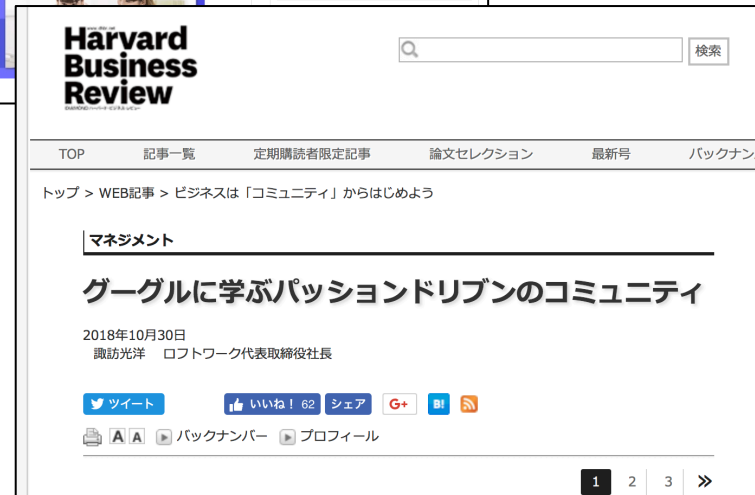 Harvard
Business
Review
検索
TOP 記事一覧 定期購読者限定記事 論文セレクション 最新号 バックナン
トップ > WEB記事 > ビジネスは「コミュニティ」からはじめよう
マネジメント
グーグルに学ぶパッションドリブンのコミュニティ
2018年10月30日
諏訪光洋 ロフトワーク代表取締役社長
ツイート いいね！ 62 シェア G+ B!
A A バックナンバー プロフィール
1 2 3 »